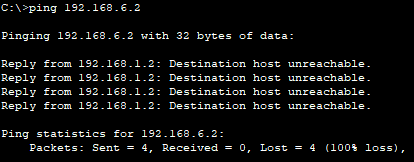 C:\>ping 192.168.6.2
Pinging 192.168.6.2 with 32 bytes of data:
Reply from 192.168.1.2: Destination host unreachable.
Reply from 192.168.1.2: Destination host unreachable.
Reply from 192.168.1.2: Destination host unreachable.
Reply from 192.168.1.2: Destination host unreachable.
Ping statistics for 192.168.6.2:
    Packets: Sent = 4, Received = 0, Lost = 4 (100% loss),